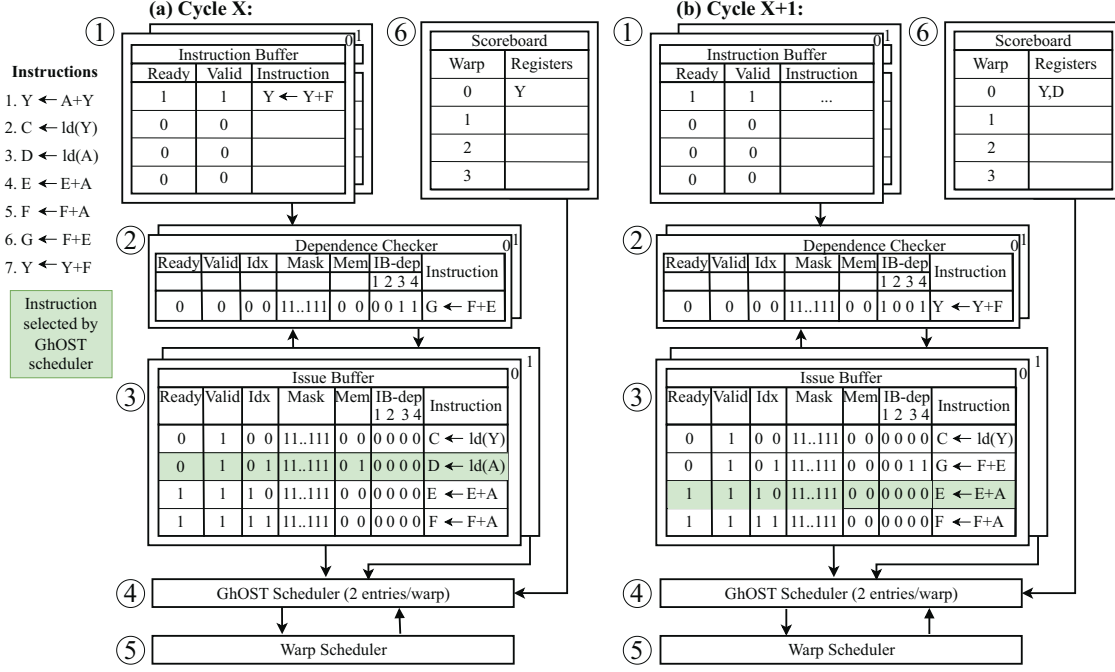 (a) Cycle X:
(b) Cycle X+1:
Instructions
1. Y ← A+Y
2. C ← ld(Y)
3. D ← ld(A)
4. E ← E+A
5. F ← F+A
6. G ← F+E
7. Y ← Y+F
Instruction
selected by
GhOST
scheduler
1
0 1
Instruction Buffer
Ready Valid Instruction
1 1 Y ← Y+F
0 0
0 0
0 0
6
Scoreboard
Warp Registers
0 Y
1
2
3
2
0 1
Dependence Checker
Ready Valid Idx Mask Mem IB-dep Instruction
1 2 3 4
0 0 0 0 11..111 0 0 0 0 1 1 G ← F+E
3
0 1
Issue Buffer
Ready Valid Idx Mask Mem IB-dep Instruction
1 2 3 4
0 1 0 0 11..111 0 0 0 0 0 0 C ← ld(Y)
0 1 0 1 11..111 0 1 0 0 0 0 D ← ld(A)
1 1 1 0 11..111 0 0 0 0 0 0 E ← E+A
1 1 1 1 11..111 0 0 0 0 0 0 F ← F+A
4
GhOST Scheduler (2 entries/warp)
5
Warp Scheduler
1
0 1
Instruction Buffer
Ready Valid Instruction
1 1 ...
0 0
0 0
0 0
6
Scoreboard
Warp Registers
0 Y,D
1
2
3
2
0 1
Dependence Checker
Ready Valid Idx Mask Mem IB-dep Instruction
1 2 3 4
0 0 0 0 11..111 0 0 1 0 0 1 Y ← Y+F
3
0 1
Issue Buffer
Ready Valid Idx Mask Mem IB-dep Instruction
1 2 3 4
0 1 0 0 11..111 0 0 0 0 0 0 C ← ld(Y)
0 1 0 1 11..111 0 0 0 0 1 1 G ← F+E
1 1 1 0 11..111 0 0 0 0 0 0 E ← E+A
1 1 1 1 11..111 0 0 0 0 0 0 F ← F+A
4
GhOST Scheduler (2 entries/warp)
5
Warp Scheduler